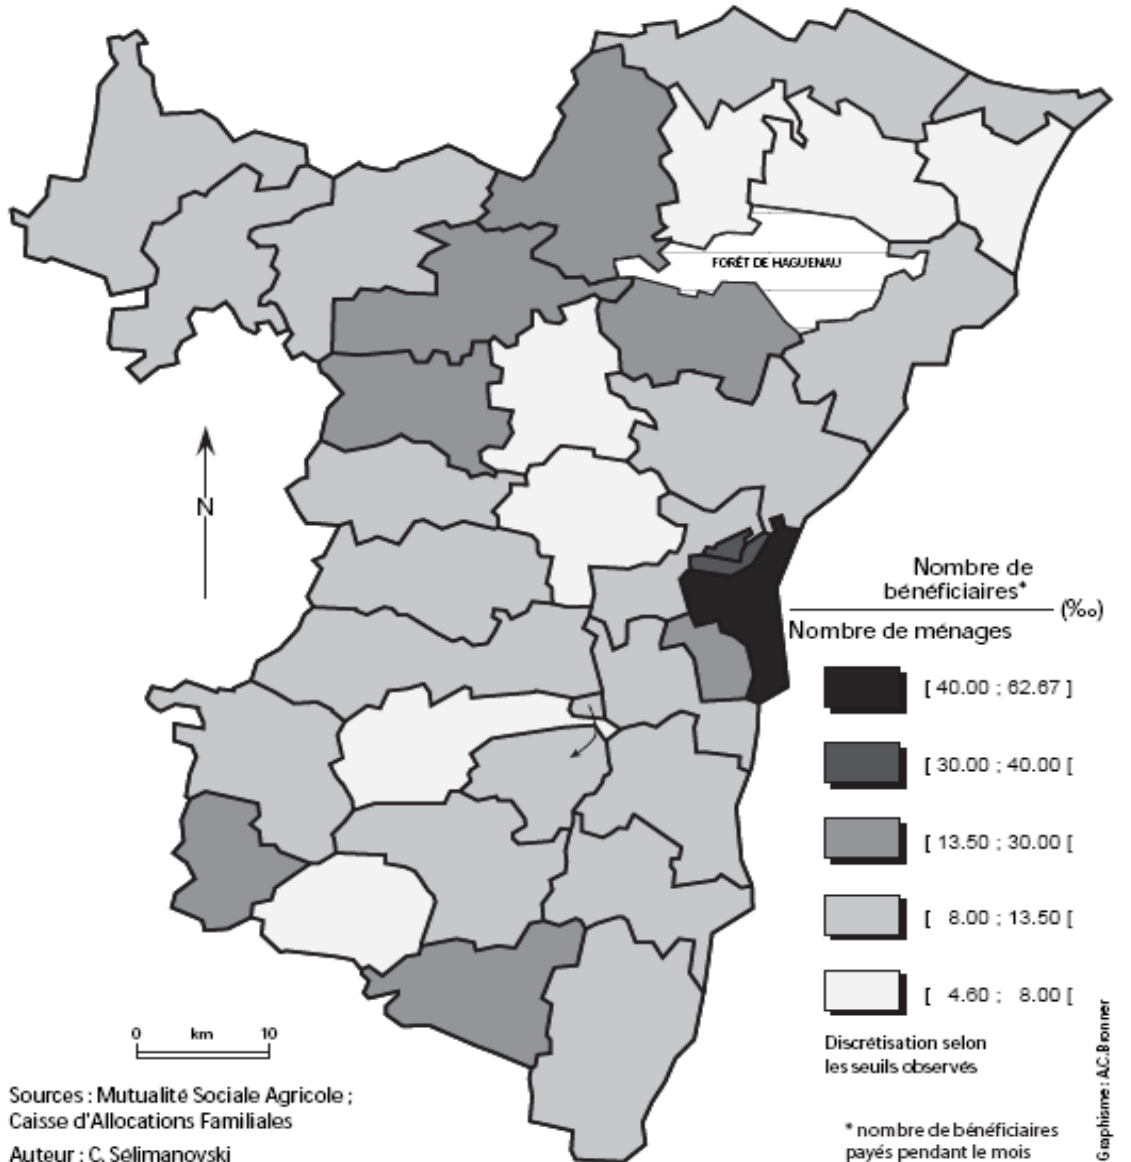 FORÊT DE HAGUENAU
N
Nombre de
bénéficiaires*
(‰)
Nombre de ménages
[ 40.00 ; 62.67 ]
[ 30.00 ; 40.00 [
[ 13.50 ; 30.00 [
[ 8.00 ; 13.50 [
[ 4.60 ; 8.00 [
Discrétisation selon
les seuils observés
0 km 10
Sources : Mutualité Sociale Agricole ;
Caisse d'Allocations Familiales
Auteur : C. Sélimanovski
* nombre de bénéficiaires
payés pendant le mois
Graphisme : A.C.Bronner